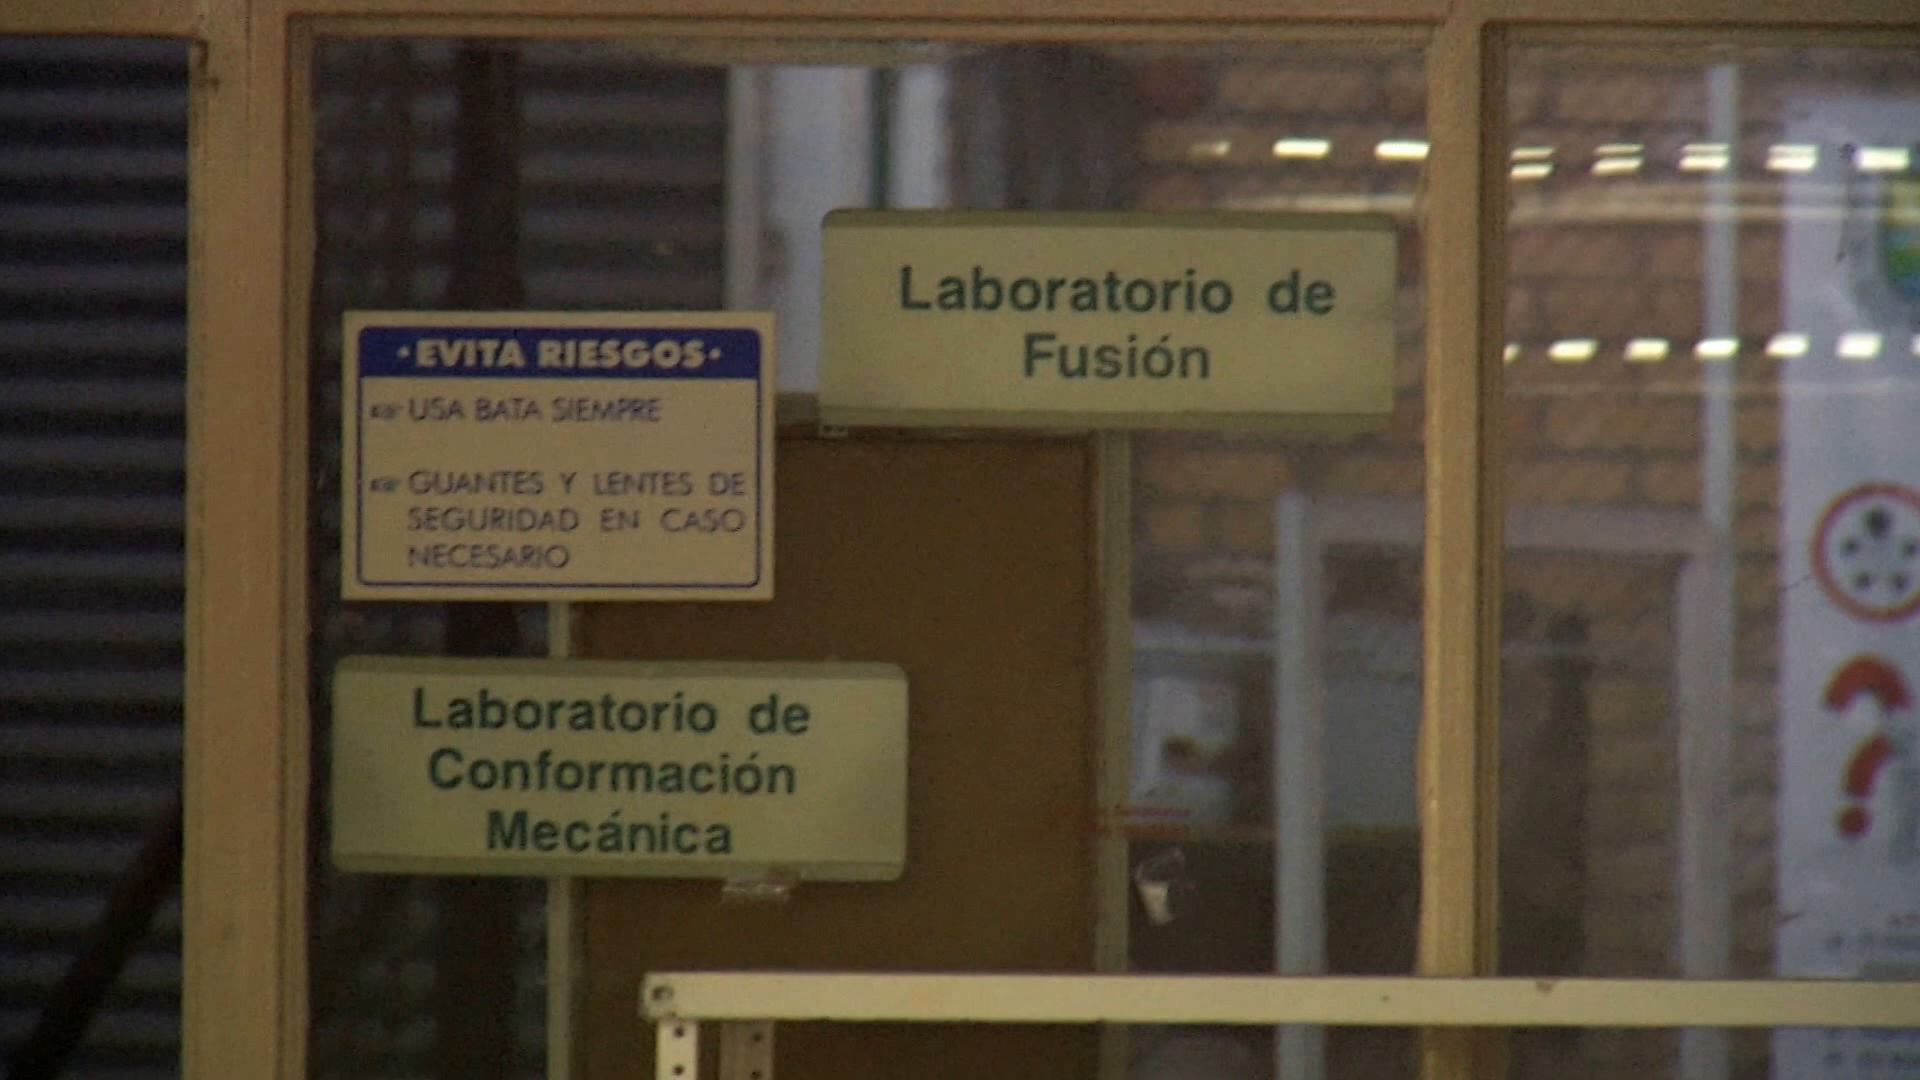 Laboratorio de
Fusión
·EVITA RIESGOS·
☞ USA BATA SIEMPRE
☞ GUANTES Y LENTES DE
SEGURIDAD EN CASO
NECESARIO
Laboratorio de
Conformación
Mecánica